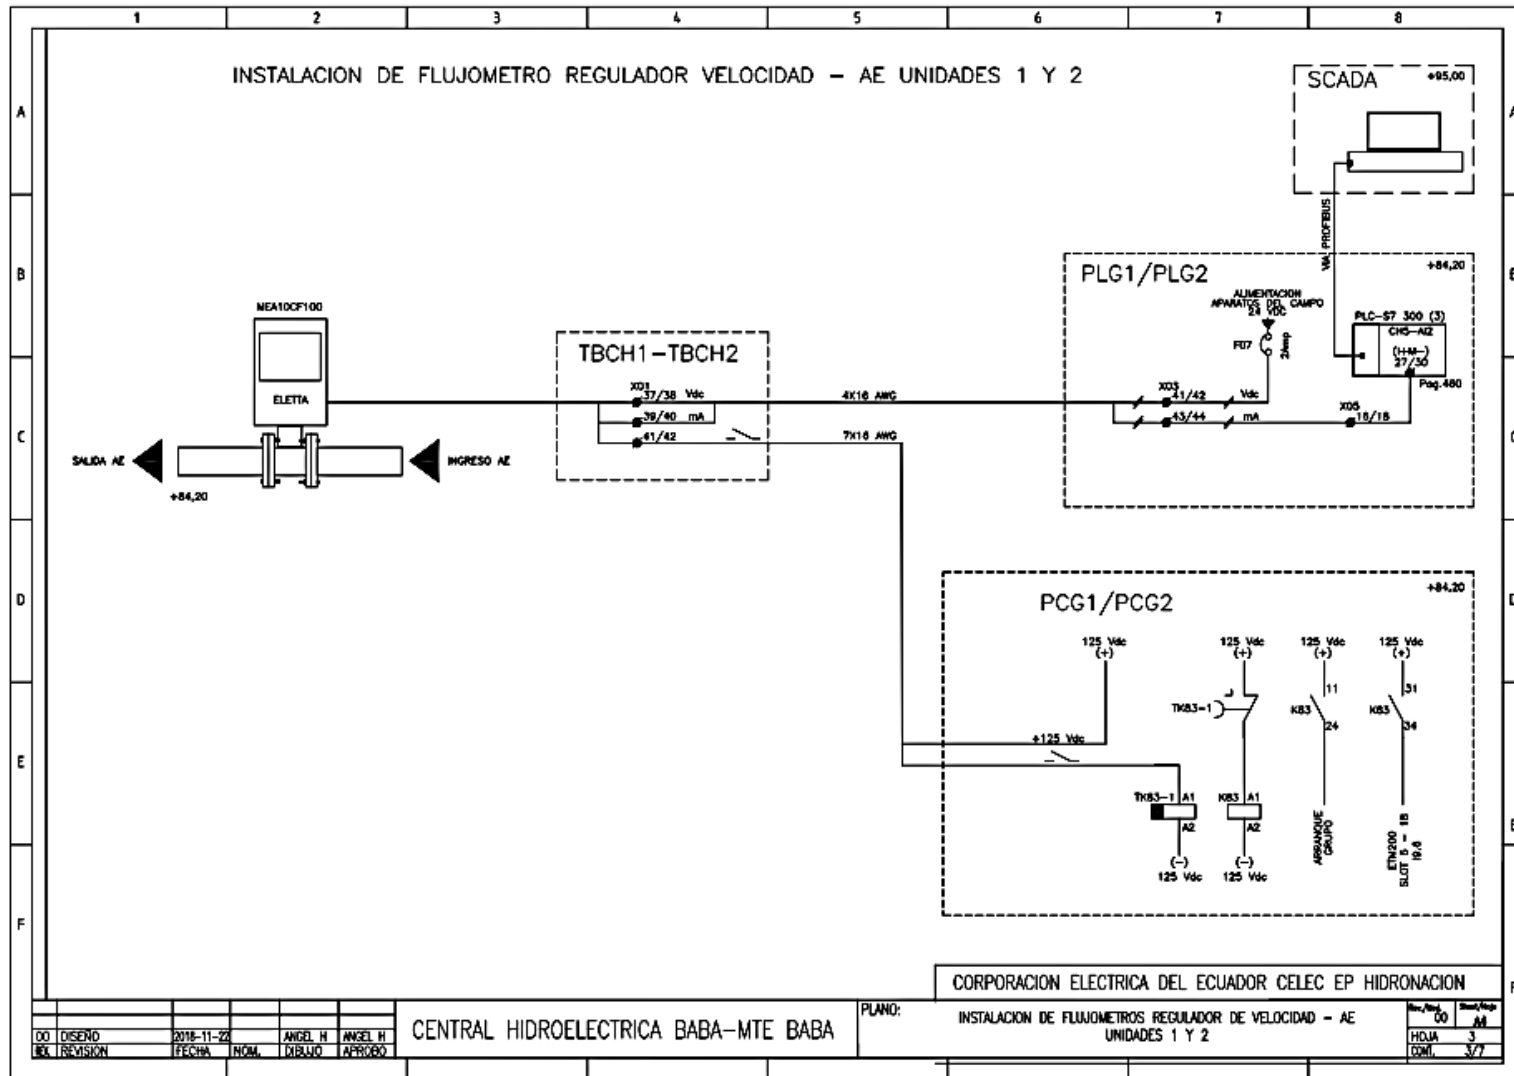 1 2 3 4 5 6 7 8
INSTALACION DE FLUJOMETRO REGULADOR VELOCIDAD – AE UNIDADES 1 Y 2
SCADA
+95,00
A
A
VIA PROFIBUS
B
PLG1/PLG2
+84,20
ALIMENTACION
APARATOS DEL CAMPO
24 VDC
F07
2Amp
PLC-S7 300 (3)
CH5-AI2
27/30
Pag.480
MEA10CF100
ELETTA
TBCH1-TBCH2
X01
37/38 Vdc
39/40 mA
41/42
4X16 AWG
7X16 AWG
X03
41/42 Vdc
43/44 mA
X05
C
SALIDA AE
INGRESO AE
+84,20
D
PCG1/PCG2
+84,20
125 Vdc
(+)
125 Vdc
(+)
125 Vdc
(+)
125 Vdc
(+)
TK83-1
K83
11
24
K83
31
34
E
+125 Vdc
TK83-1 A1
A2
K83 A1
A2
(-)
125 Vdc
(-)
125 Vdc
ARRANQUE
GRUPO
SLOT 5 - 18
F
CORPORACION ELECTRICA DEL ECUADOR CELEC EP HIDRONACION
00 DISEÑO 2018-11-22 ANGEL H ANGEL H
REV. REVISION FECHA NOM. DIBUJO APROBO
CENTRAL HIDROELECTRICA BABA-MTE BABA
PLANO:
INSTALACION DE FLUJOMETROS REGULADOR DE VELOCIDAD – AE
UNIDADES 1 Y 2
00
A4
HOJA 3
CONT. 3/7